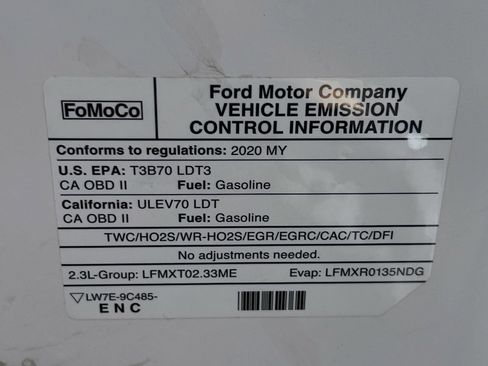 FoMoCo
Ford Motor Company
VEHICLE EMISSION
CONTROL INFORMATION
Conforms to regulations: 2020 MY
U.S. EPA: T3B70 LDT3
CA OBD II Fuel: Gasoline
California: ULEV70 LDT
CA OBD II Fuel: Gasoline
TWC/HO2S/WR-HO2S/EGR/EGRC/CAC/TC/DFI
No adjustments needed.
2.3L-Group: LFMXT02.33ME Evap: LFMXR0135NDG
LW7E-9C485-
ENC